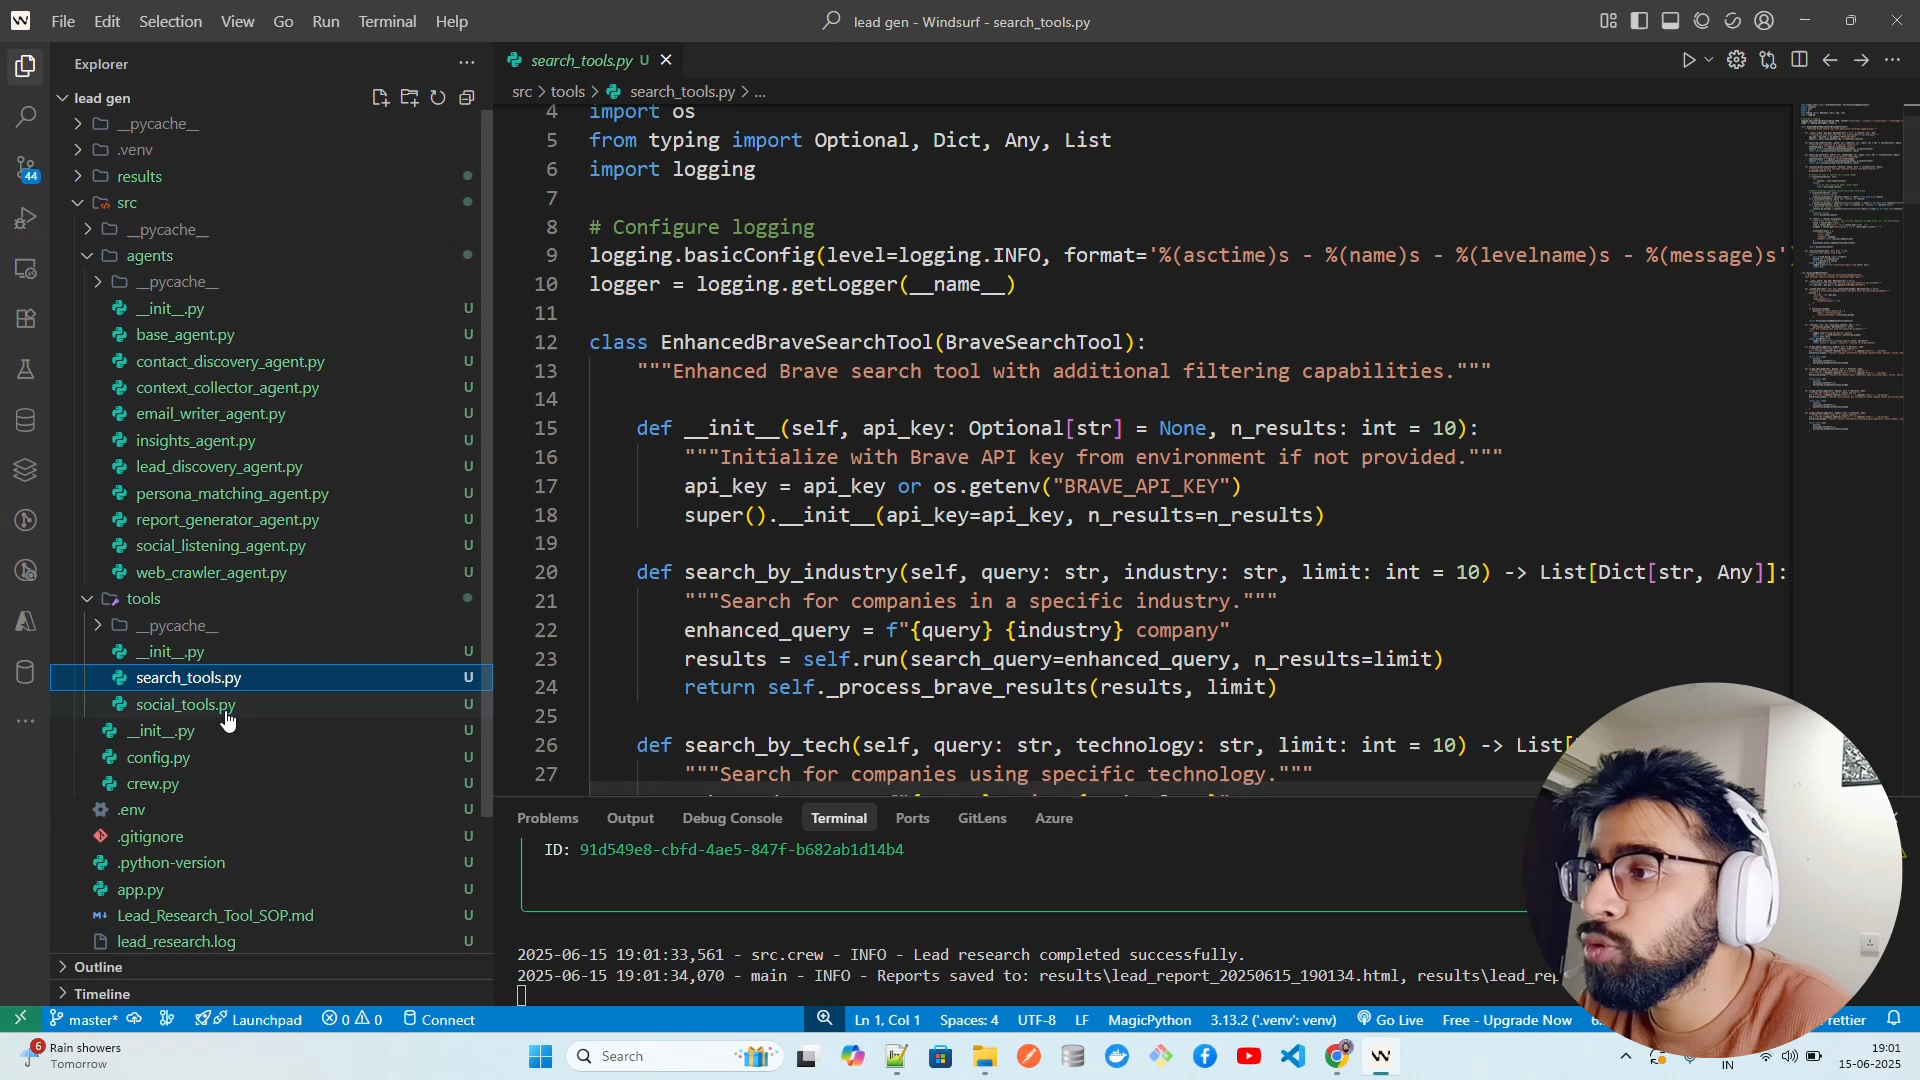 File Edit Selection View Go Run Terminal Help
lead gen - Windsurf - search_tools.py
Explorer
lead gen
__pycache__
.venv
results
src
__pycache__
agents
__pycache__
__init__.py U
base_agent.py U
contact_discovery_agent.py U
context_collector_agent.py U
email_writer_agent.py U
insights_agent.py U
lead_discovery_agent.py U
persona_matching_agent.py U
report_generator_agent.py U
social_listening_agent.py U
web_crawler_agent.py U
tools
__pycache__
__init__.py U
search_tools.py U
social_tools.py U
__init__.py U
config.py U
crew.py U
.env U
.gitignore U
.python-version U
app.py U
Lead_Research_Tool_SOP.md U
lead_research.log U
Outline
Timeline
44
search_tools.py U
src > tools > search_tools.py > ...
4 import os
5 from typing import Optional, Dict, Any, List
6 import logging
7
8 # Configure logging
9 logging.basicConfig(level=logging.INFO, format='%(asctime)s - %(name)s - %(levelname)s - %(message)s'
10 logger = logging.getLogger(__name__)
11
12 class EnhancedBraveSearchTool(BraveSearchTool):
13 """Enhanced Brave search tool with additional filtering capabilities."""
14
15 def __init__(self, api_key: Optional[str] = None, n_results: int = 10):
16 """Initialize with Brave API key from environment if not provided."""
17 api_key = api_key or os.getenv("BRAVE_API_KEY")
18 super().__init__(api_key=api_key, n_results=n_results)
19
20 def search_by_industry(self, query: str, industry: str, limit: int = 10) -> List[Dict[str, Any]]:
21 """Search for companies in a specific industry."""
22 enhanced_query = f"{query} {industry} company"
23 results = self.run(search_query=enhanced_query, n_results=limit)
24 return self._process_brave_results(results, limit)
25
26 def search_by_tech(self, query: str, technology: str, limit: int = 10) -> List[
27 """Search for companies using specific technology."""
Problems Output Debug Console Terminal Ports GitLens Azure
ID: 91d549e8-cbfd-4ae5-847f-b682ab1d14b4
2025-06-15 19:01:33,561 - src.crew - INFO - Lead research completed successfully.
2025-06-15 19:01:34,070 - main - INFO - Reports saved to: results\lead_report_20250615_190134.html, results\lead_rep
master* Launchpad 0 0 Connect Ln 1, Col 1 Spaces: 4 UTF-8 LF MagicPython 3.13.2 ('.venv': venv) Go Live Free - Upgrade Now
6 Rain showers
Tomorrow
Search
IN
19:01
15-06-2025